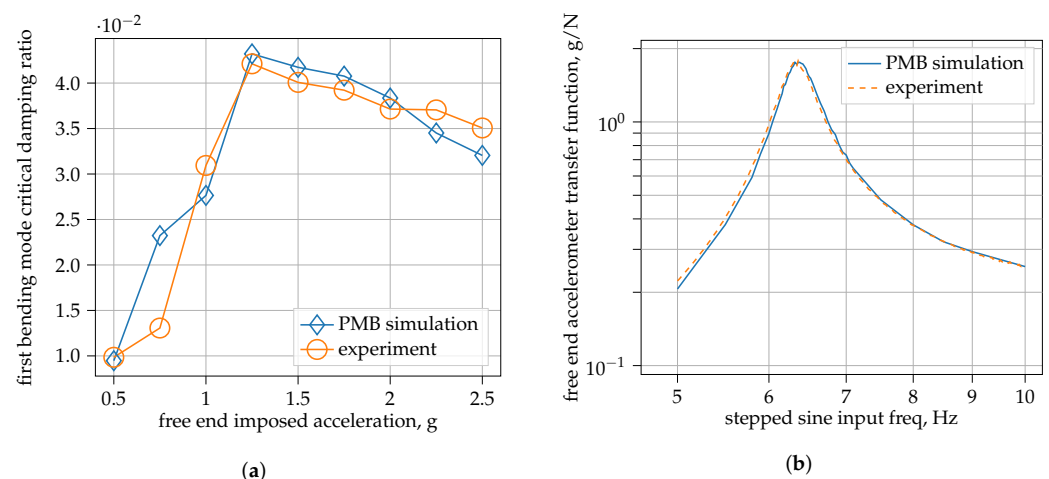 ·10⁻²
first bending mode critical damping ratio
4.0
3.5
3.0
2.5
2.0
1.5
1.0
PMB simulation
experiment
0.5 1 1.5 2 2.5
free end imposed acceleration, g
(a)
free end accelerometer transfer function, g/N
10⁰
10⁻¹
PMB simulation
experiment
5 6 7 8 9 10
stepped sine input freq, Hz
(b)